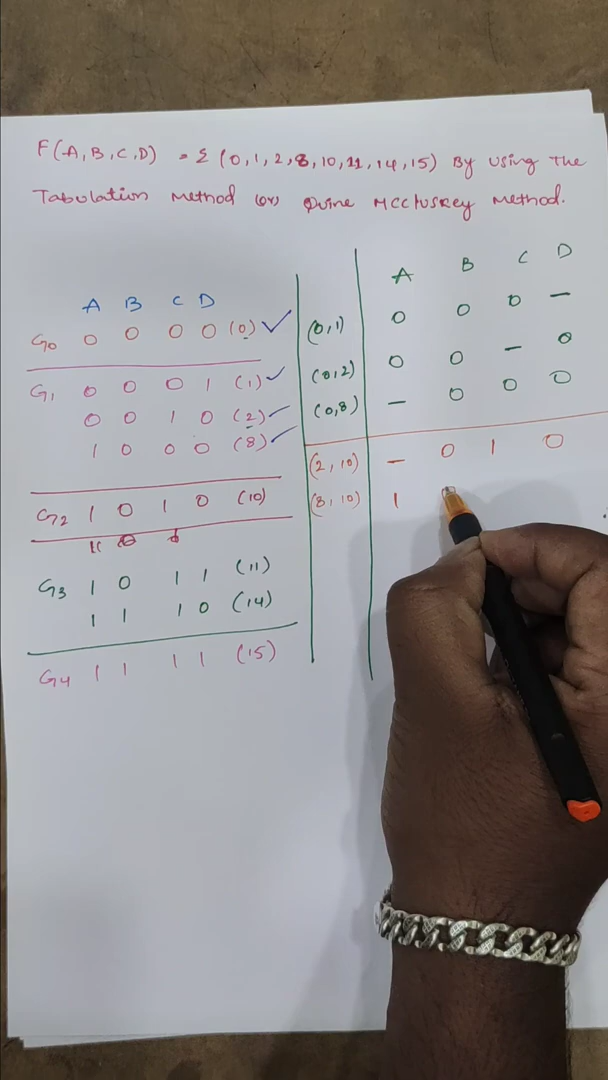 F(A,B,C,D) = Σ (0,1,2,8,10,11,14,15) By using The
Tabulation Method (or) Quine MCCluskey Method.
A B C D
G0 0 0 0 0 (0) ✓
G1 0 0 0 1 (1) ✓
0 0 1 0 (2) ✓
1 0 0 0 (8) ✓
G2 1 0 1 0 (10)
G3 1 0 1 1 (11)
1 1 1 0 (14)
G4 1 1 1 1 (15)
A B C D
(0,1) 0 0 0 –
(0,2) 0 0 – 0
(0,8) – 0 0 0
(2,10) – 0 1 0
(8,10) 1